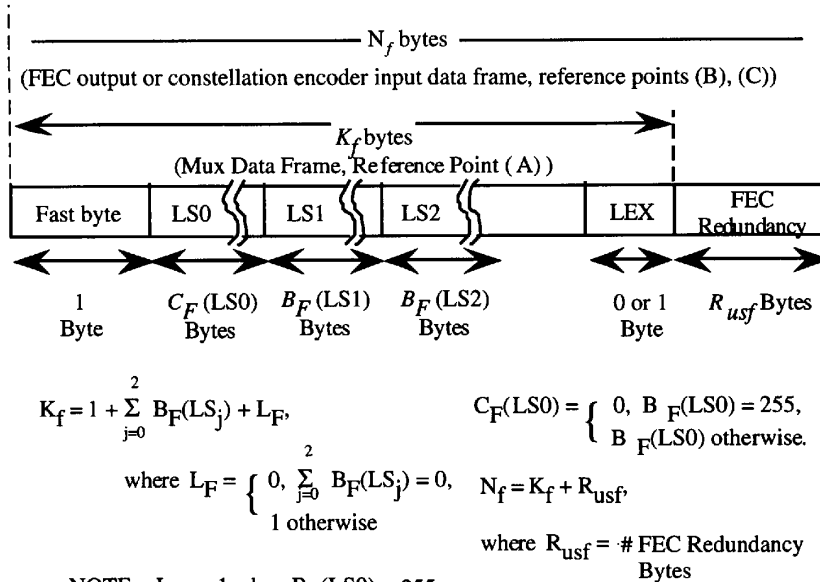 N_f bytes
(FEC output or constellation encoder input data frame, reference points (B), (C))
K_f bytes
(Mux Data Frame, Reference Point ( A) )
Fast byte LS0 LS1 LS2 LEX FEC Redundancy
1 Byte C_F (LS0) Bytes B_F (LS1) Bytes B_F (LS2) Bytes 0 or 1 Byte R_usf Bytes
K_f = 1 + 2 Σ j=0 B_F(LS_j) + L_F,
C_F(LS0) = { 0, B_F(LS0) = 255,
B_F(LS0) otherwise.
where L_F = { 0, 2 Σ j=0 B_F(LS_j) = 0,
1 otherwise
N_f = K_f + R_usf,
where R_usf = # FEC Redundancy
Bytes